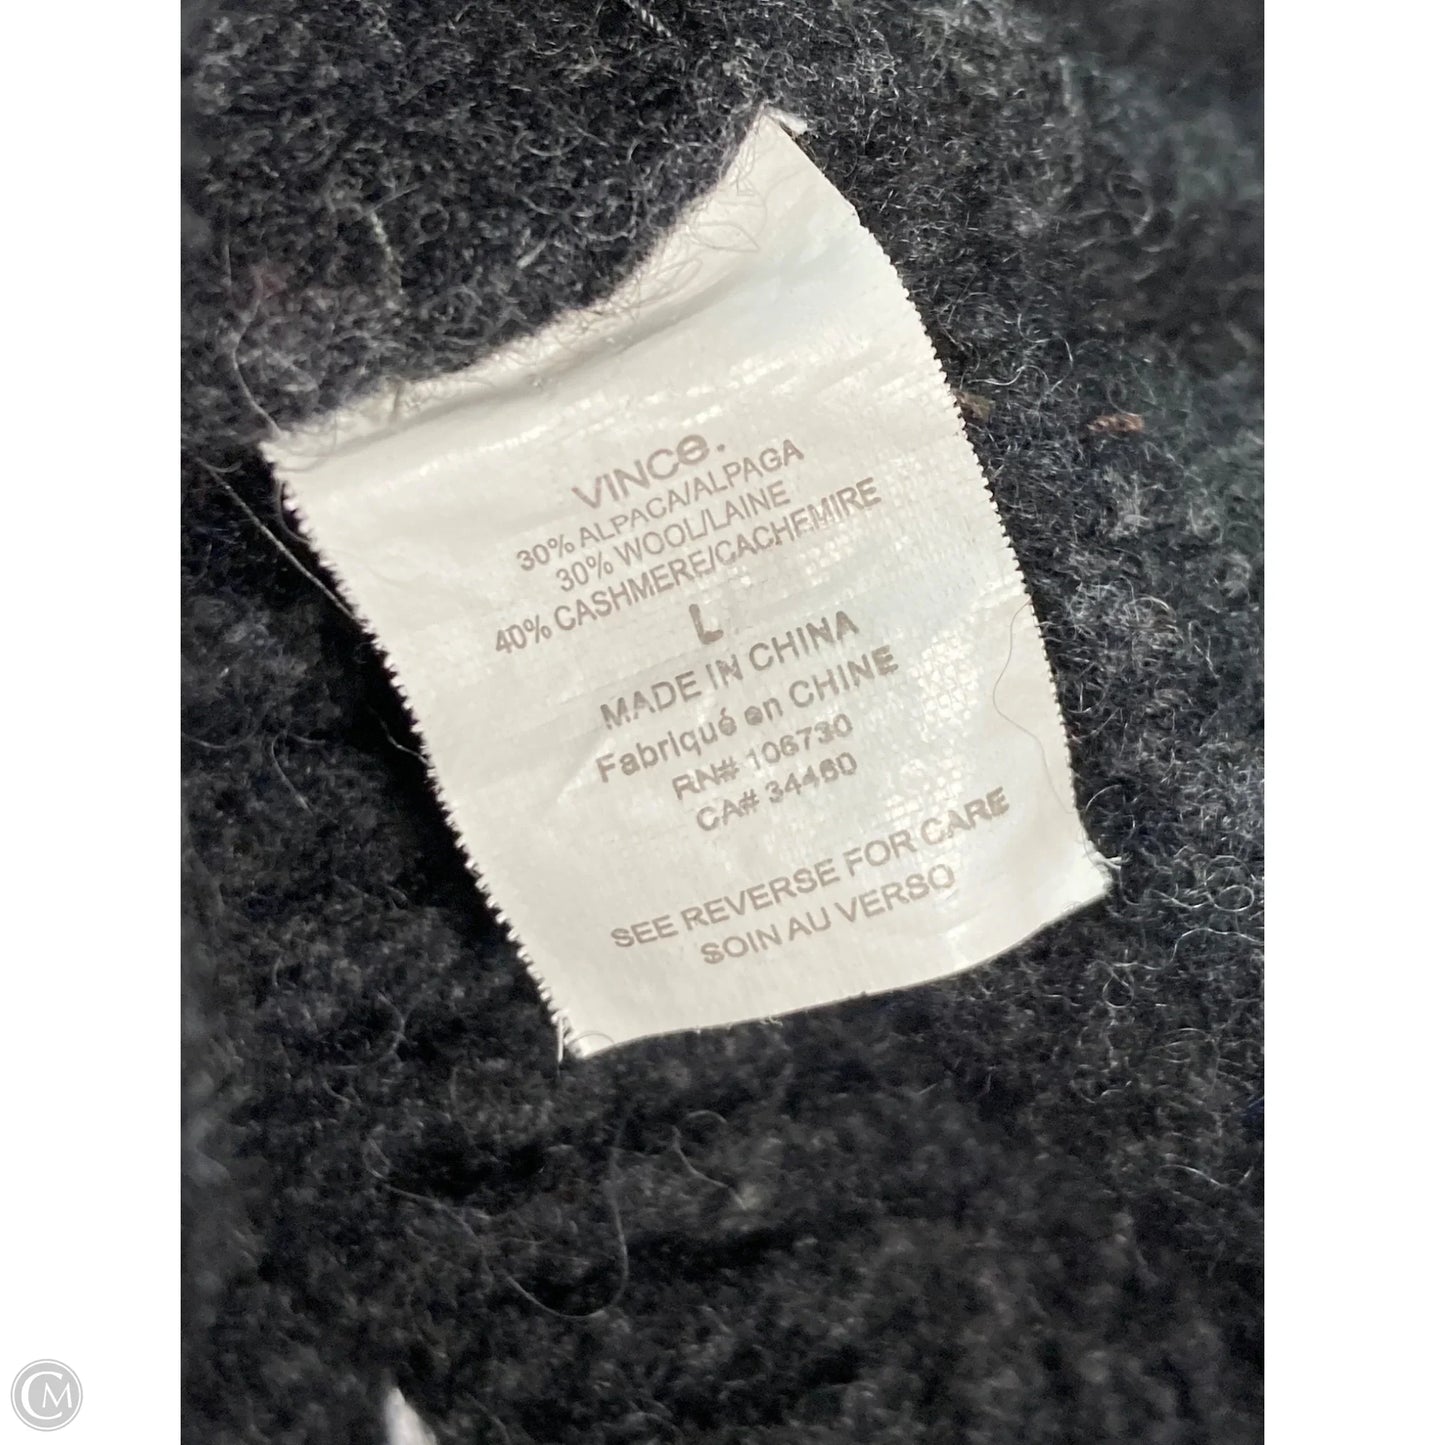 VINCE.
30% ALPACA/ALPAGA
30% WOOL/LAINE
40% CASHMERE/CACHEMIRE
L
MADE IN CHINA
Fabriqué en CHINE
RN# 106730
CA# 34460
SEE REVERSE FOR CARE
SOIN AU VERSO
CM